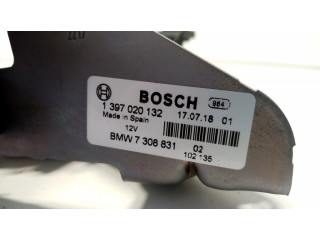 BOSCH 984
1 397 020 132 17.07.18 01
Made in Spain
12V
BMW 7 308 831 02
102 135